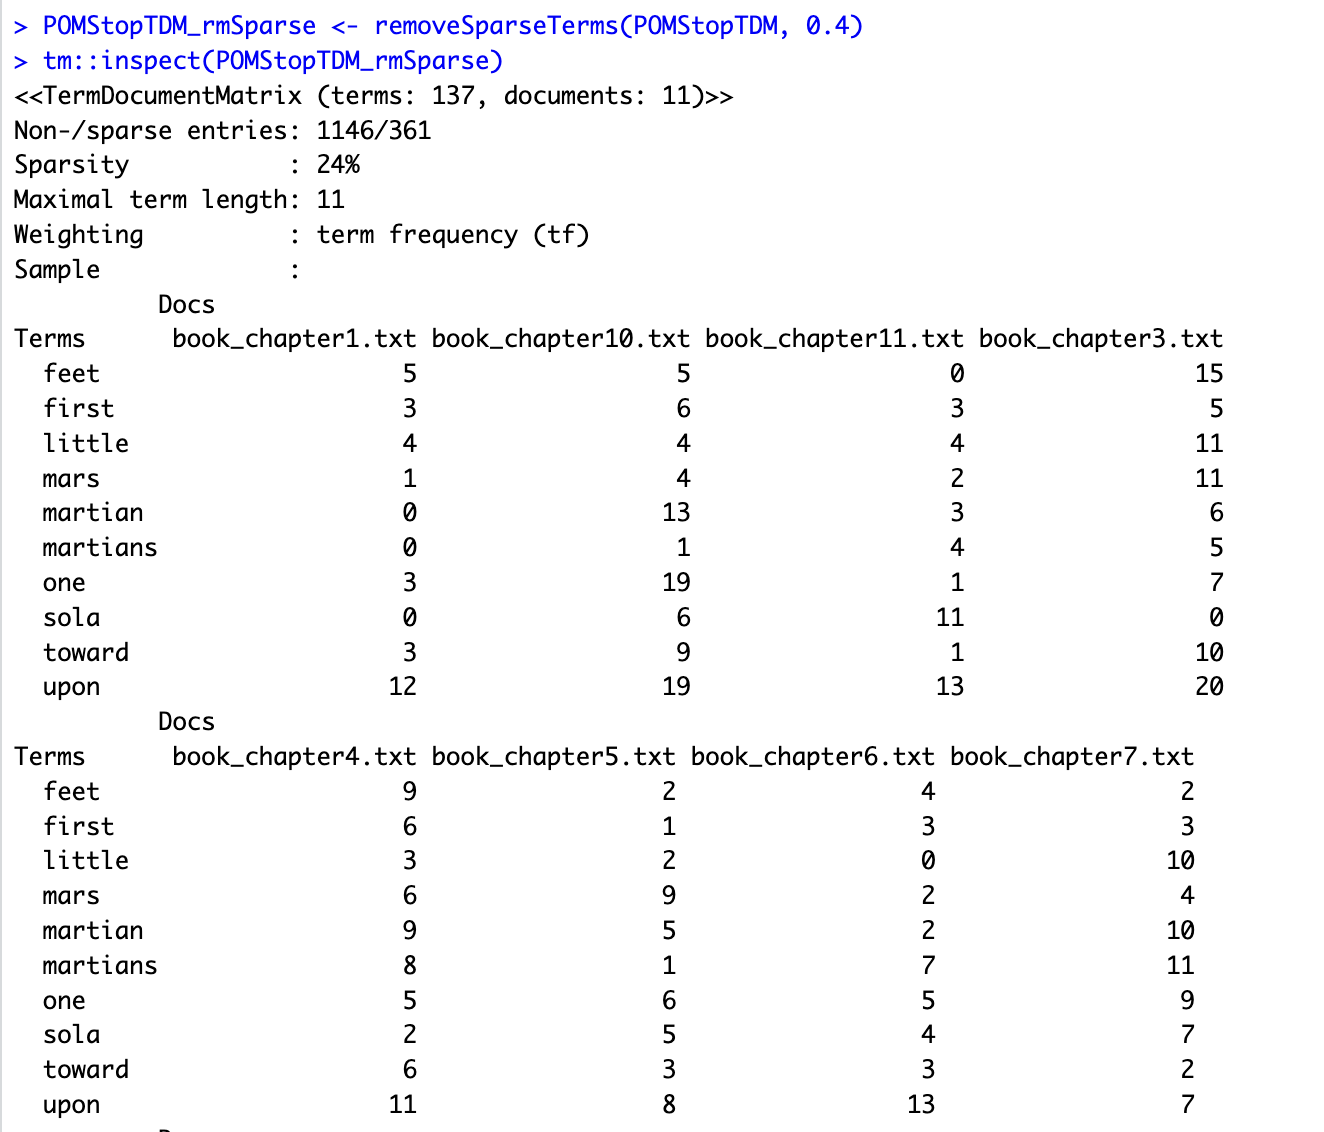 > POMStopTDM_rmSparse <- removeSparseTerms(POMStopTDM, 0.4)
> tm::inspect(POMStopTDM_rmSparse)
<<TermDocumentMatrix (terms: 137, documents: 11)>>
Non-/sparse entries: 1146/361
Sparsity           : 24%
Maximal term length: 11
Weighting          : term frequency (tf)
Sample             :
          Docs
Terms      book_chapter1.txt book_chapter10.txt book_chapter11.txt book_chapter3.txt
  feet                     5                  5                  0                15
  first                    3                  6                  3                 5
  little                   4                  4                  4                11
  mars                     1                  4                  2                11
  martian                  0                 13                  3                 6
  martians                 0                  1                  4                 5
  one                      3                 19                  1                 7
  sola                     0                  6                 11                 0
  toward                   3                  9                  1                10
  upon                    12                 19                 13                20
          Docs
Terms      book_chapter4.txt book_chapter5.txt book_chapter6.txt book_chapter7.txt
  feet                     9                 2                 4                 2
  first                    6                 1                 3                 3
  little                   3                 2                 0                10
  mars                     6                 9                 2                 4
  martian                  9                 5                 2                10
  martians                 8                 1                 7                11
  one                      5                 6                 5                 9
  sola                     2                 5                 4                 7
  toward                   6                 3                 3                 2
  upon                    11                 8                13                 7